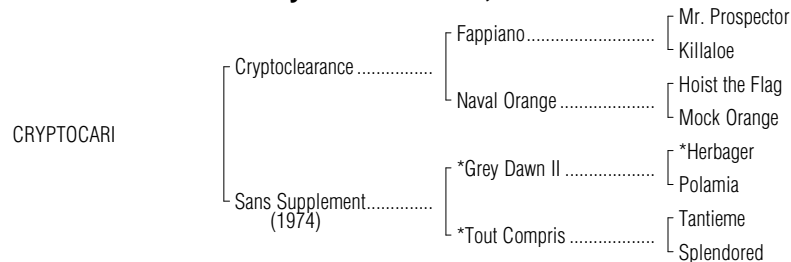 Mr. Prospector
Fappiano
Killaloe
Cryptoclearance
Hoist the Flag
Naval Orange
Mock Orange
CRYPTOCARI
*Herbager
*Grey Dawn II
Polamia
Sans Supplement
(1974)
Tantieme
*Tout Compris
Splendored